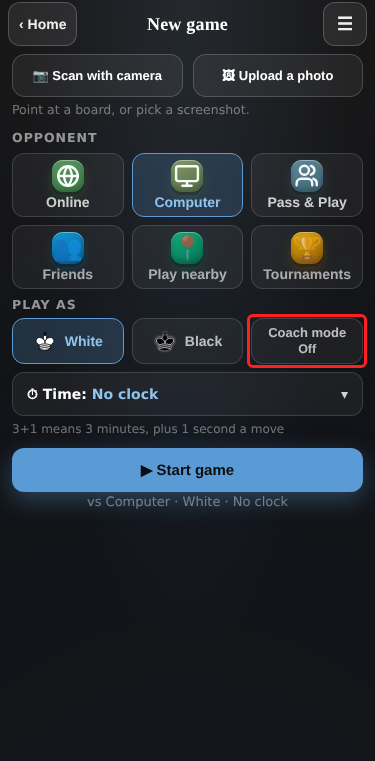 ‹ Home
New game
☰
📷 Scan with camera
🖼 Upload a photo
Point at a board, or pick a screenshot.
OPPONENT
Online
Computer
Pass & Play
Friends
Play nearby
Tournaments
PLAY AS
White
Black
Coach mode
Off
⏱ Time: No clock ▼
3+1 means 3 minutes, plus 1 second a move
▶ Start game
vs Computer · White · No clock